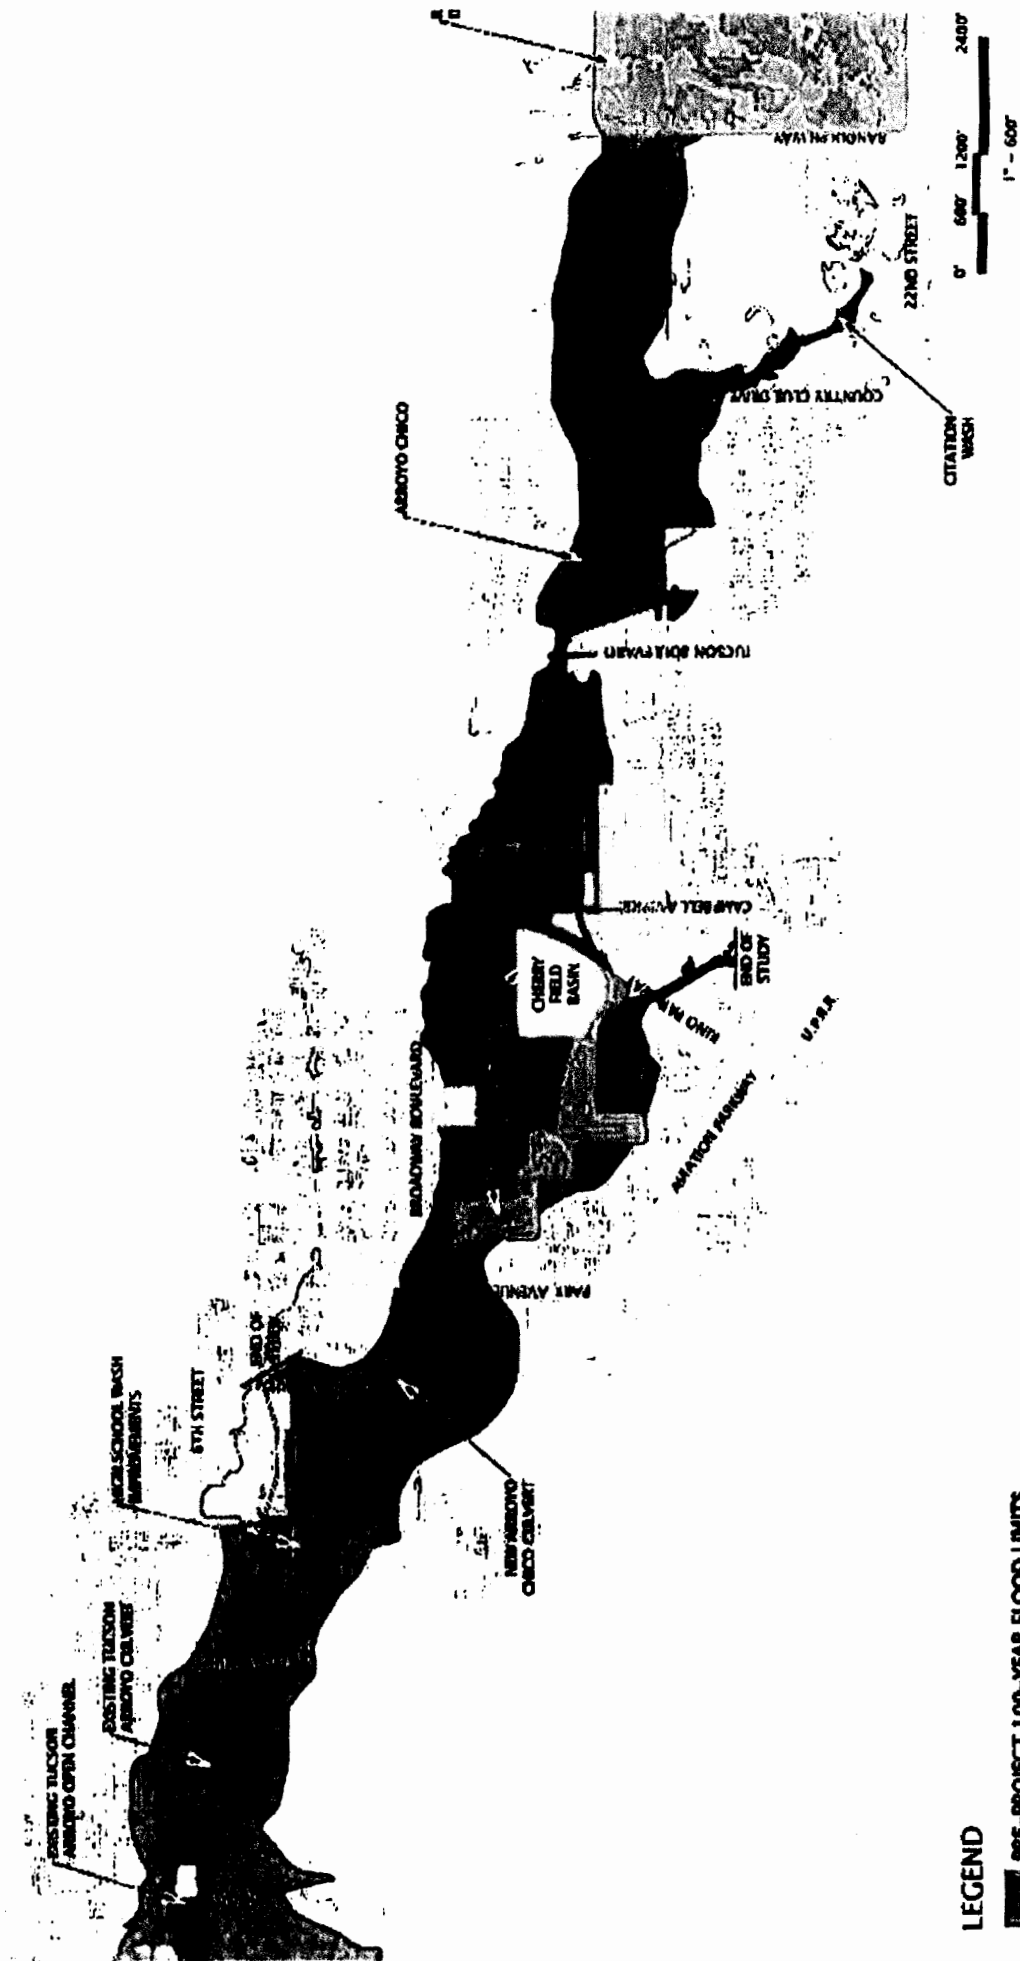 EXISTING TUCSON
ARROYO OPEN CHANNEL
EXISTING TUCSON
ARROYO CULVERT
HIGH SCHOOL WASH
IMPROVEMENTS
6TH STREET
END OF
NEW ARROYO
CHICO CULVERT
PARK AVENUE
BROADWAY BOULEVARD
CHERRY
FIELD
BASIN
AVIATION PARKWAY
KINO PAR
U.P.R.R.
END OF
STUDY
CAMPBELL AVENUE
TUCSON BOULEVARD
ARROYO CHICO
COUNTRY CLUB DRIVE
CITATION
WASH
22ND STREET
RANDOLPH WAY
0' 600' 1200' 2400'
1" = 600'
LEGEND
PRE-PROJECT 100-YEAR FLOOD LIMITS